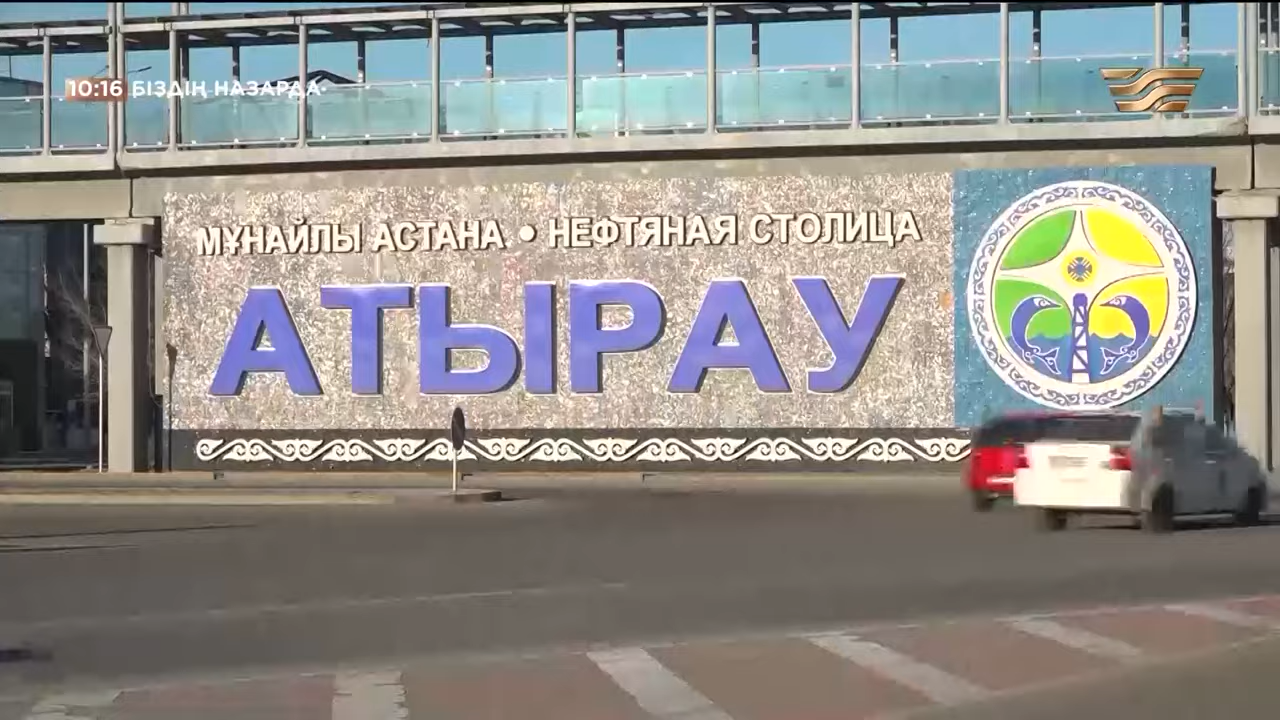 10:16 БІЗДІҢ НАЗАРДА
МҰНАЙЛЫ АСТАНА • НЕФТЯНАЯ СТОЛИЦА
АТЫРАУ